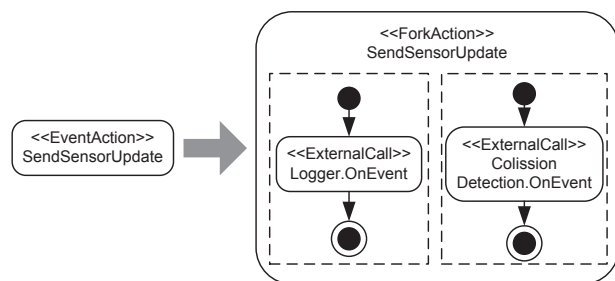 <<ForkAction>>
SendSensorUpdate
<<EventAction>>
SendSensorUpdate
<<ExternalCall>>
Logger.OnEvent
<<ExternalCall>>
Colission
Detection.OnEvent